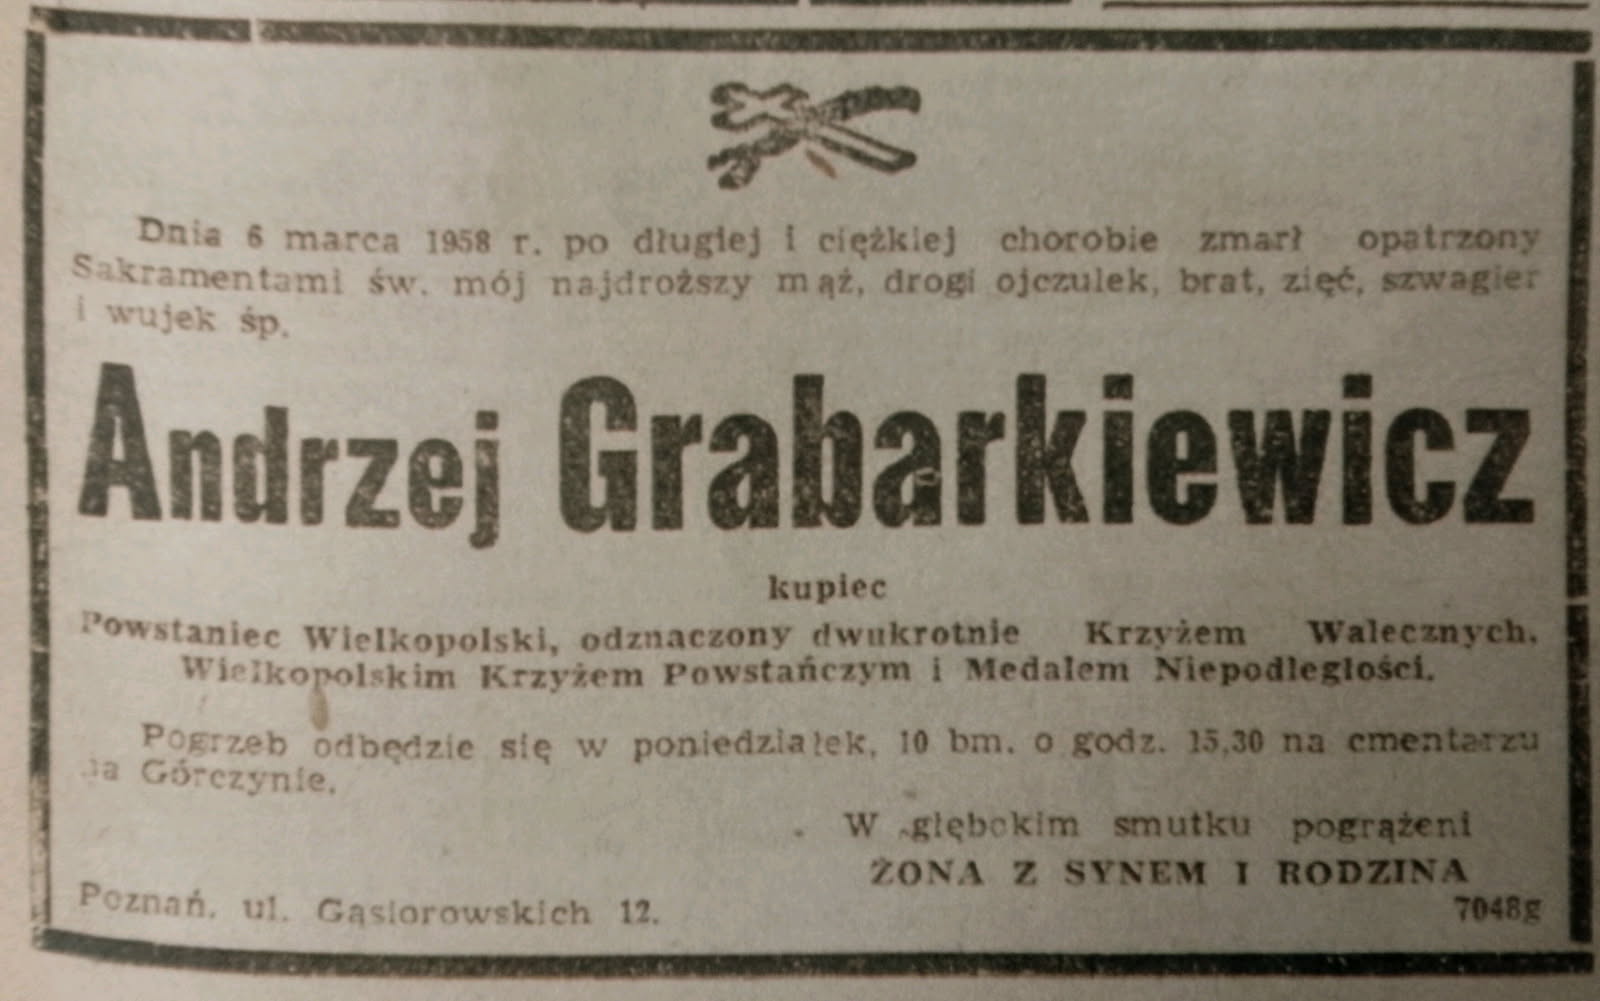 Dnia 6 marca 1958 r. po długiej i ciężkiej chorobie zmarł opatrzony
Sakramentami św. mój najdroższy mąż, drogi ojczulek, brat, zięć, szwagier
i wujek śp.
Andrzej Grabarkiewicz
kupiec
Powstaniec Wielkopolski, odznaczony dwukrotnie Krzyżem Walecznych,
Wielkopolskim Krzyżem Powstańczym i Medalem Niepodległości.
Pogrzeb odbędzie się w poniedziałek, 10 bm. o godz. 15,30 na cmentarzu
na Górczynie.
W głębokim smutku pogrążeni
ŻONA Z SYNEM I RODZINA
Poznań, ul. Gąsiorowskich 12.
7048g